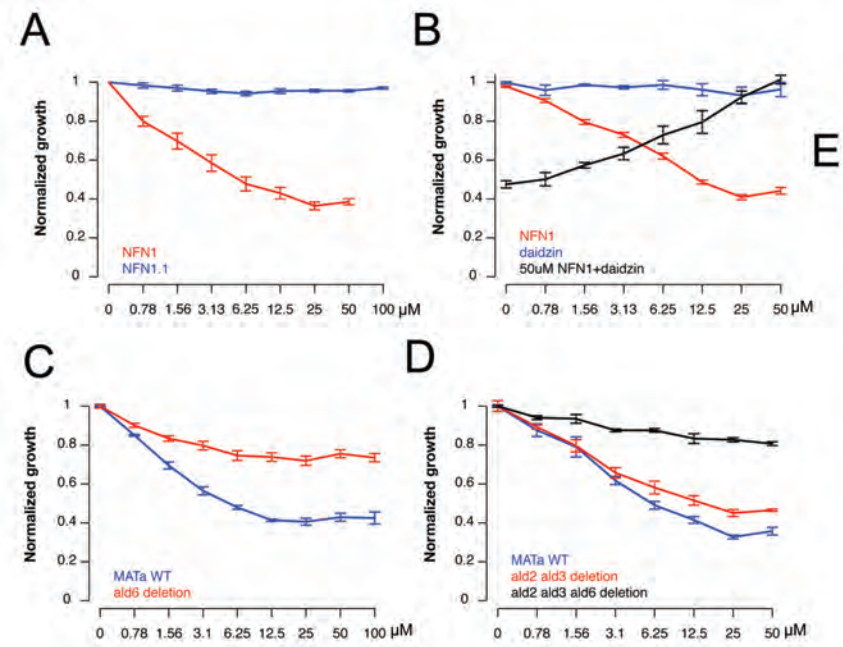 A
Normalized growth
1
0.8
0.6
0.4
0.2
0
NFN1
NFN1.1
0 0.78 1.56 3.13 6.25 12.5 25 50 100 µM
B
Normalized growth
1
0.8
0.6
0.4
0.2
0
NFN1
daidzin
50uM NFN1+daidzin
0 0.78 1.56 3.13 6.25 12.5 25 50 µM
E
C
Normalized growth
1
0.8
0.6
0.4
0.2
0
MATa WT
ald6 deletion
0 0.78 1.56 3.1 6.25 12.5 25 50 100 µM
D
Normalized growth
1
0.8
0.6
0.4
0.2
0
MATa WT
ald2 ald3 deletion
ald2 ald3 ald6 deletion
0 0.78 1.56 3.1 6.25 12.5 25 50 µM